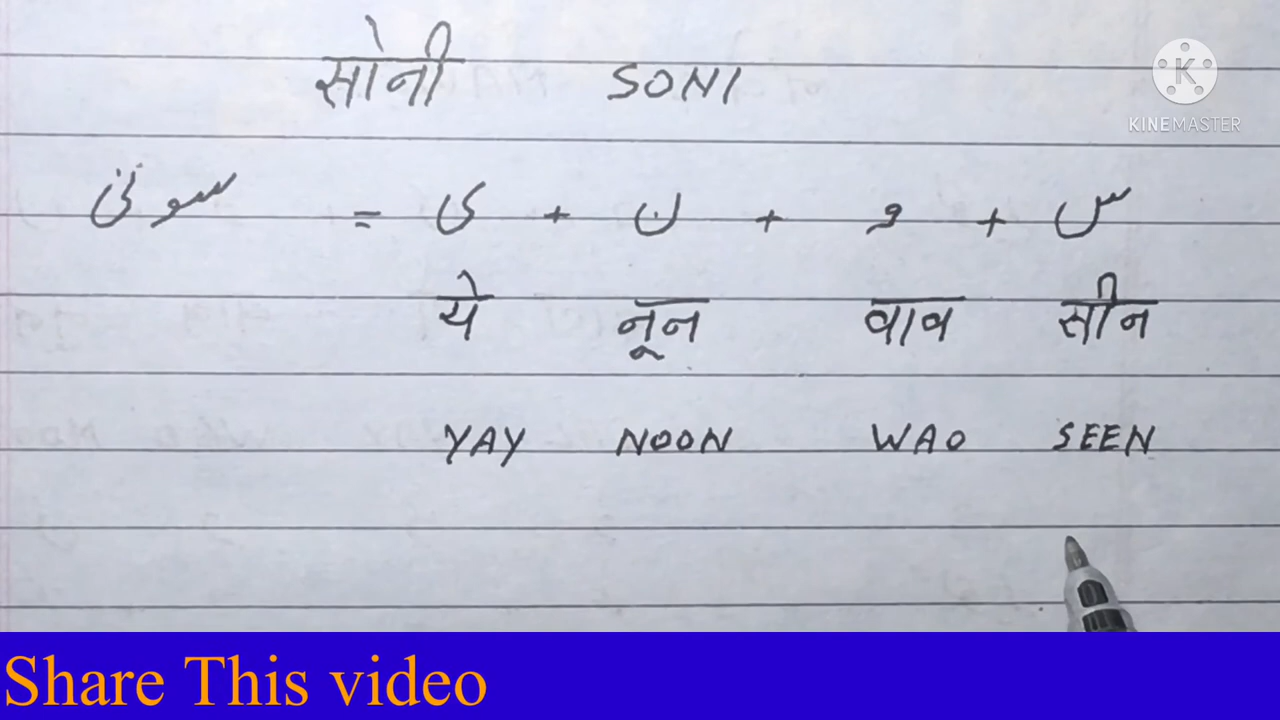 सोनी SONI
KINEMASTER
س + و + ن + ی = سونی
ये नून वाव सीन
YAY NOON WAO SEEN
Share This video